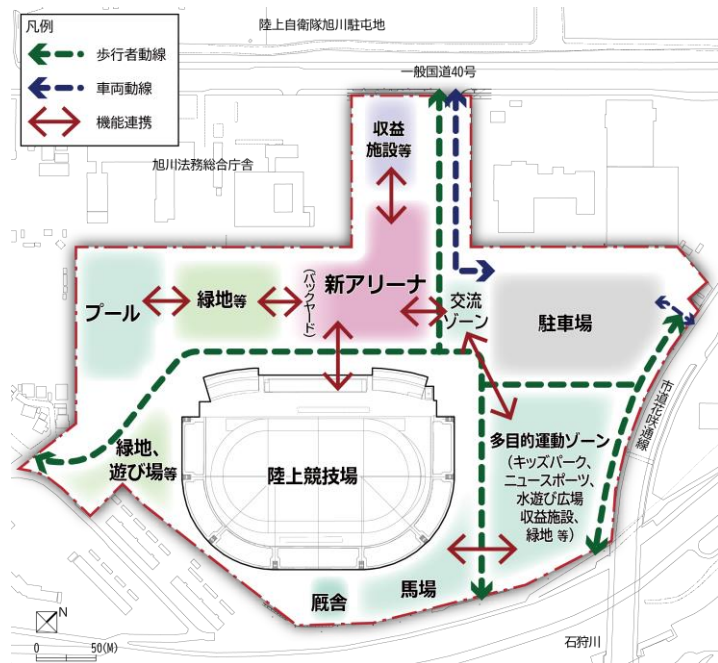 凡例
歩行者動線
車両動線
機能連携
陸上自衛隊旭川駐屯地
一般国道40号
旭川法務総合庁舎
収益
施設等
プール
緑地等
(バックヤード)
新アリーナ
交流
ゾーン
駐車場
市道花咲通線
緑地、
遊び場等
陸上競技場
多目的運動ゾーン
(キッズパーク、
ニュースポーツ、
水遊び広場
収益施設、
緑地 等)
馬場
厩舎
石狩川
N
0 50(M)